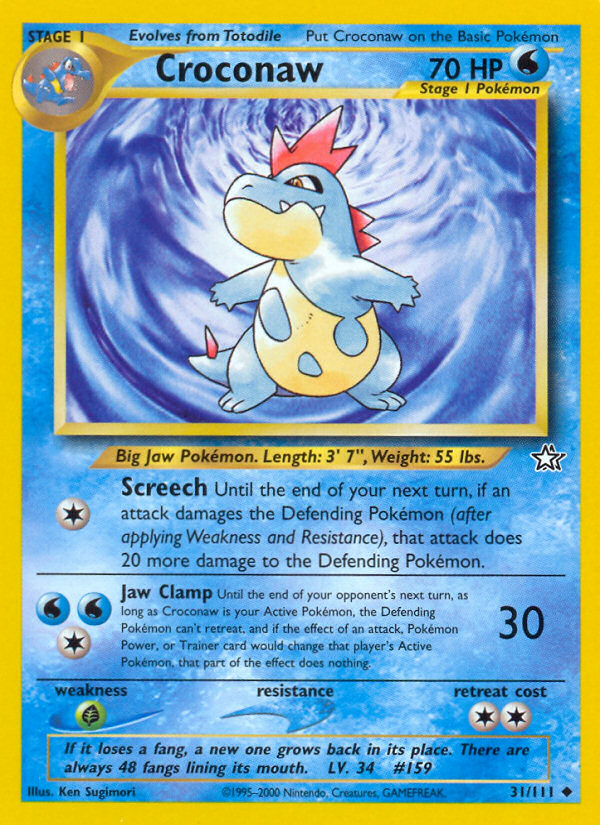 STAGE 1 Evolves from Totodile Put Croconaw on the Basic Pokémon
Croconaw 70 HP
Stage 1 Pokémon
Big Jaw Pokémon. Length: 3' 7", Weight: 55 lbs.
Screech Until the end of your next turn, if an
attack damages the Defending Pokémon (after
applying Weakness and Resistance), that attack does
20 more damage to the Defending Pokémon.
Jaw Clamp Until the end of your opponent's next turn, as
long as Croconaw is your Active Pokémon, the Defending
Pokémon can't retreat, and if the effect of an attack, Pokémon
Power, or Trainer card would change that player's Active
Pokémon, that part of the effect does nothing.
30
weakness resistance retreat cost
If it loses a fang, a new one grows back in its place. There are
always 48 fangs lining its mouth. LV. 34 #159
Illus. Ken Sugimori ©1995–2000 Nintendo, Creatures, GAMEFREAK. 31/111